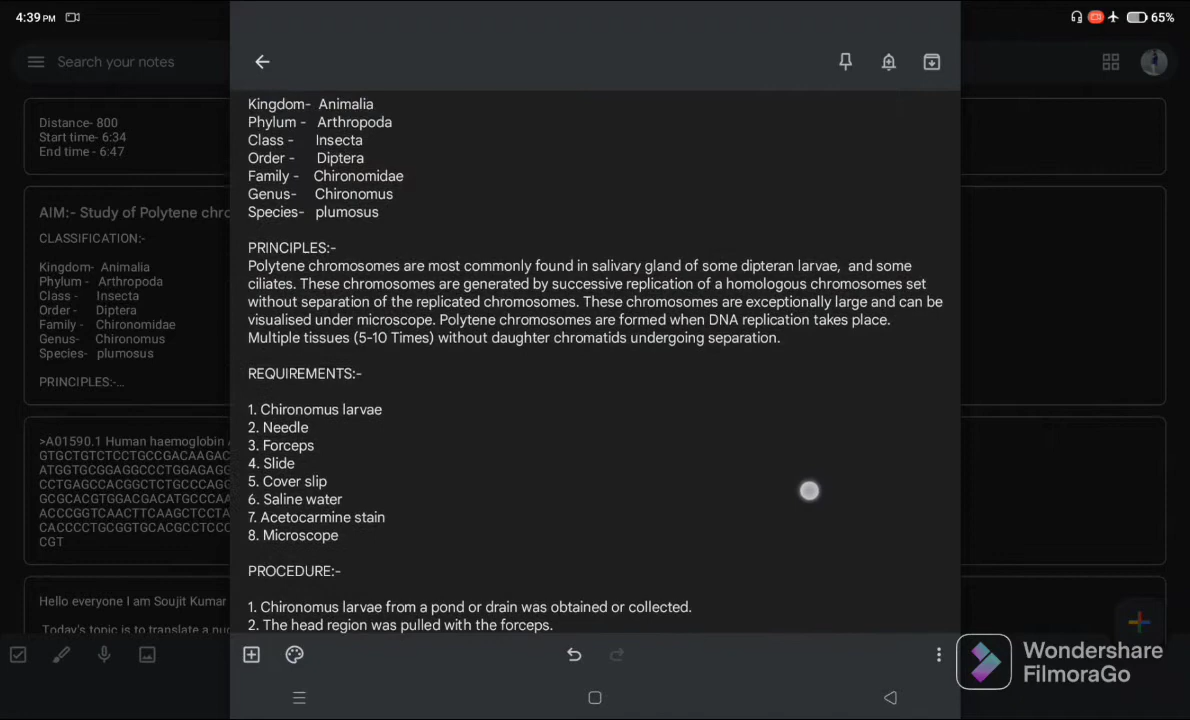 4:39 PM
65%
Search your notes
Distance- 800
Start time- 6:34
End time - 6:47
AIM:- Study of Polytene chr
CLASSIFICATION:-
Kingdom- Animalia
Phylum - Arthropoda
Class - Insecta
Order - Diptera
Family - Chironomidae
Genus- Chironomus
Species- plumosus
PRINCIPLES:-...
>A01590.1 Human haemoglobin
GTGCTGTCTCCTGCCGACAAGAC
ATGGTGCGGAGGCCCTGGAGAGG
CCTGAGCCACGGCTCTGCCCAGG
GCGCACGTGGACGACATGCCCAA
ACCCGGTCAACTTCAAGCTCCTA
CACCCCTGCGGTGCACGCCTCCC
CGT
Hello everyone I am Soujit Kumar
Today's topic is to translate a nu
Kingdom- Animalia
Phylum - Arthropoda
Class - Insecta
Order - Diptera
Family - Chironomidae
Genus- Chironomus
Species- plumosus
PRINCIPLES:-
Polytene chromosomes are most commonly found in salivary gland of some dipteran larvae, and some
ciliates. These chromosomes are generated by successive replication of a homologous chromosomes set
without separation of the replicated chromosomes. These chromosomes are exceptionally large and can be
visualised under microscope. Polytene chromosomes are formed when DNA replication takes place.
Multiple tissues (5-10 Times) without daughter chromatids undergoing separation.
REQUIREMENTS:-
1. Chironomus larvae
2. Needle
3. Forceps
4. Slide
5. Cover slip
6. Saline water
7. Acetocarmine stain
8. Microscope
PROCEDURE:-
1. Chironomus larvae from a pond or drain was obtained or collected.
2. The head region was pulled with the forceps.
Wondershare
FilmoraGo